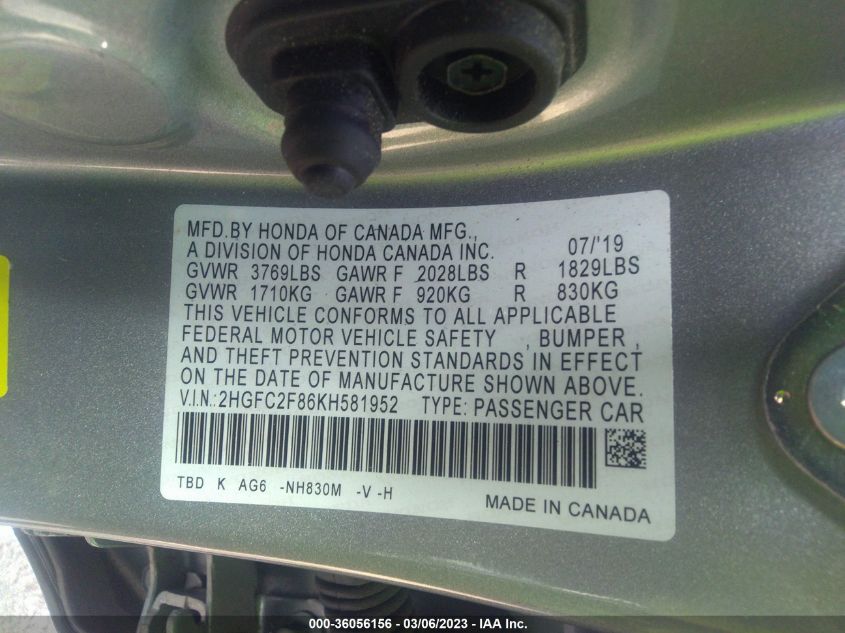 MFD.BY HONDA OF CANADA MFG.,
A DIVISION OF HONDA CANADA INC. 07/'19
GVWR 3769LBS GAWR F 2028LBS R 1829LBS
GVWR 1710KG GAWR F 920KG R 830KG
THIS VEHICLE CONFORMS TO ALL APPLICABLE
FEDERAL MOTOR VEHICLE SAFETY , BUMPER ,
AND THEFT PREVENTION STANDARDS IN EFFECT
ON THE DATE OF MANUFACTURE SHOWN ABOVE.
V.I.N.: 2HGFC2F86KH581952 TYPE: PASSENGER CAR
TBD K AG6 -NH830M -V -H
MADE IN CANADA
000-36056156 - 03/06/2023 - IAA Inc.